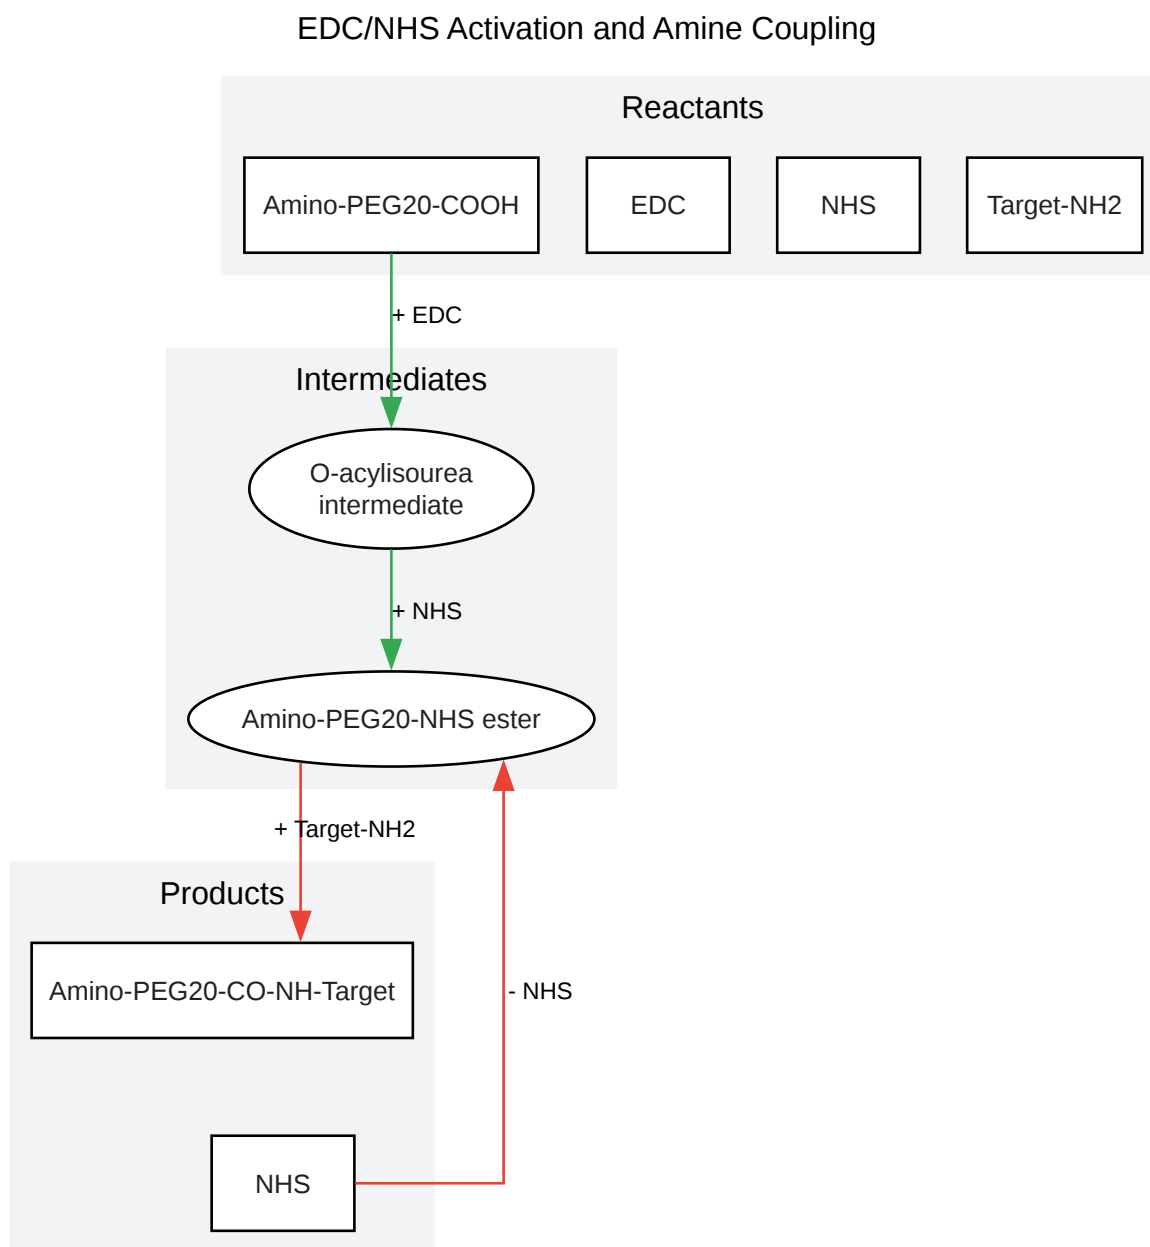 EDC/NHS Activation and Amine Coupling
Reactants
Amino-PEG20-COOH
EDC
NHS
Target-NH2
+ EDC
Intermediates
O-acylisourea
intermediate
+ NHS
Amino-PEG20-NHS ester
+ Target-NH2
Products
Amino-PEG20-CO-NH-Target
- NHS
NHS